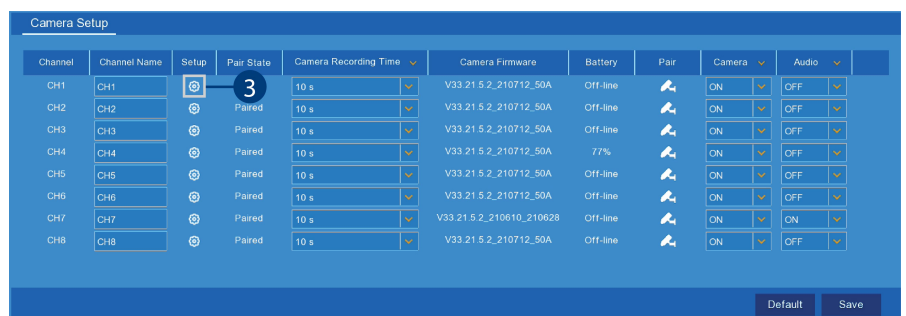 Camera Setup
Channel Channel Name Setup Pair State Camera Recording Time Camera Firmware Battery Pair Camera Audio
CH1 CH1 3 10 s V33.21.5.2_210712_50A Off-line ON OFF
CH2 CH2 Paired 10 s V33.21.5.2_210712_50A Off-line ON OFF
CH3 CH3 Paired 10 s V33.21.5.2_210712_50A Off-line ON OFF
CH4 CH4 Paired 10 s V33.21.5.2_210712_50A 77% ON OFF
CH5 CH5 Paired 10 s V33.21.5.2_210712_50A Off-line ON OFF
CH6 CH6 Paired 10 s V33.21.5.2_210712_50A Off-line ON OFF
CH7 CH7 Paired 10 s V33.21.5.2_210610_210628 Off-line ON ON
CH8 CH8 Paired 10 s V33.21.5.2_210712_50A Off-line ON OFF
Default Save